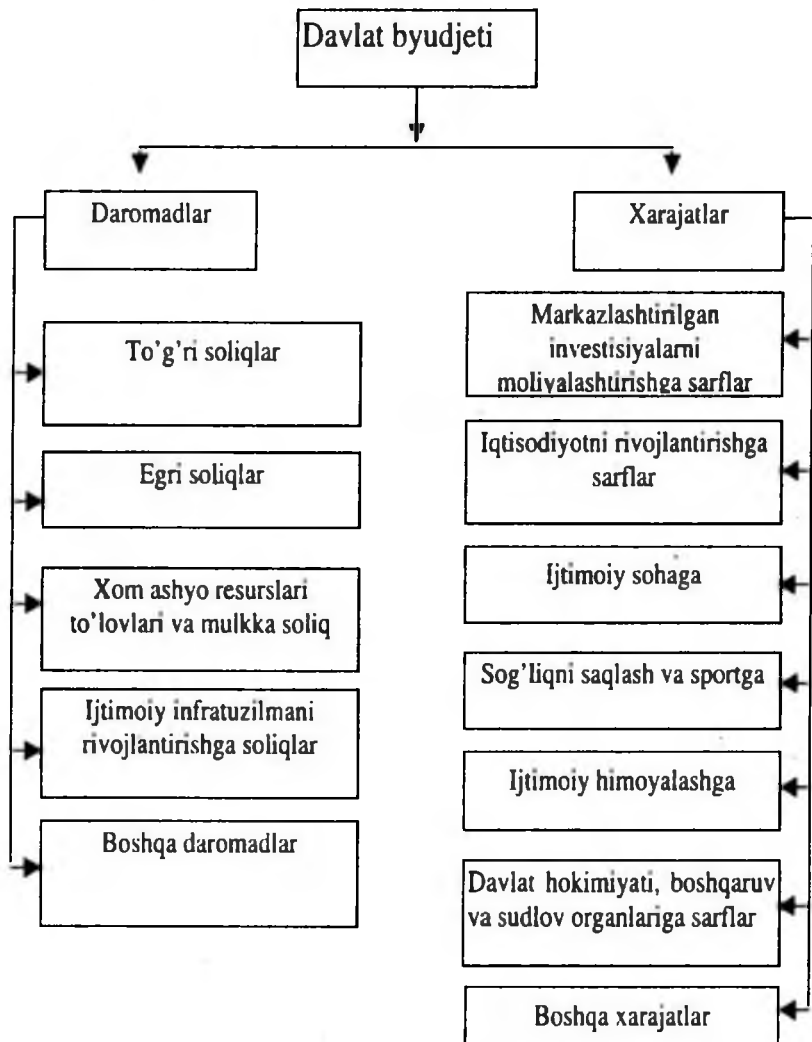 Davlat byudjeti
Daromadlar
To'g'ri soliqlar
Egri soliqlar
Xom ashyo resurslari
to'lovlari va mulkka soliq
Ijtimoiy infratuzilmani
rivojlantirishga soliqlar
Boshqa daromadlar
Xarajatlar
Markazlashtirilgan
investisiyalarni
moliyalashtirishga sarflar
Iqtisodiyotni rivojlantirishga
sarflar
Ijtimoiy sohaga
Sog'liqni saqlash va sportga
Ijtimoiy himoyalashga
Davlat hokimiyati, boshqaruv
va sudlov organlariga sarflar
Boshqa xarajatlar